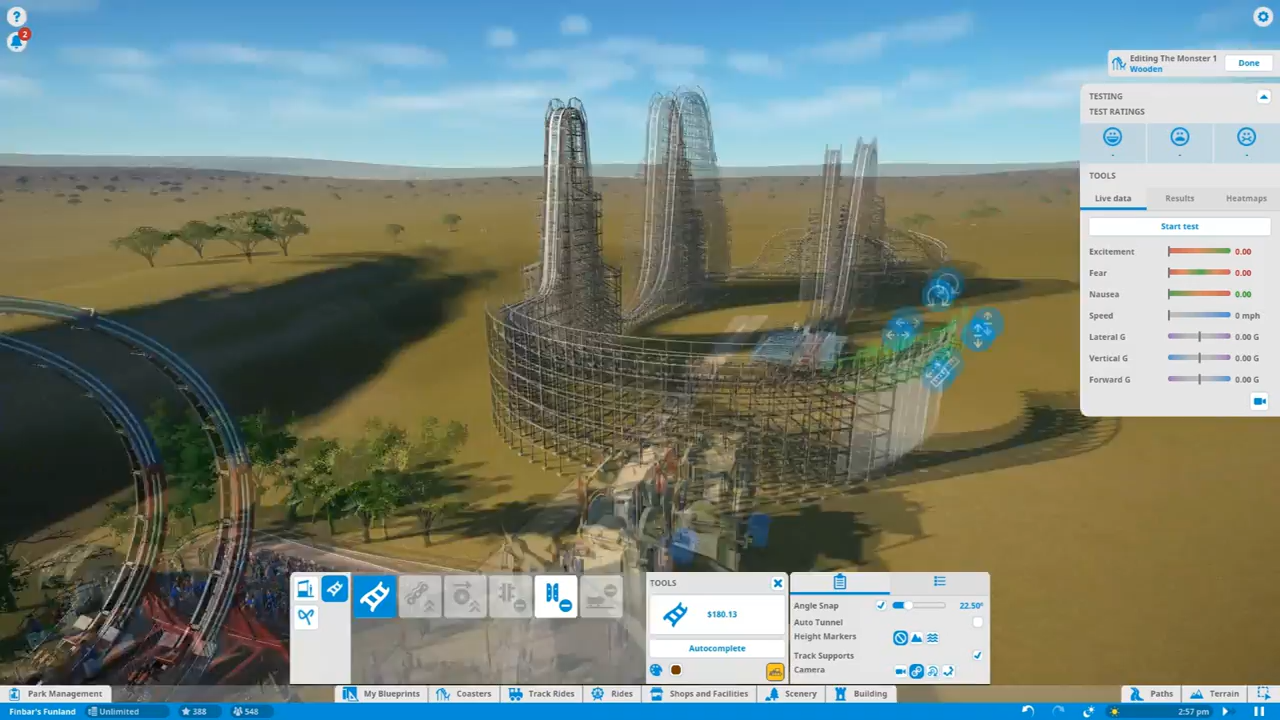 ?
2
Editing The Monster 1
Wooden
Done
TESTING
TEST RATINGS
- - -
TOOLS
Live data Results Heatmaps
Start test
Excitement 0.00
Fear 0.00
Nausea 0.00
Speed 0 mph
Lateral G 0.00 G
Vertical G 0.00 G
Forward G 0.00 G
TOOLS
$180.13
Autocomplete
Angle Snap 22.50°
Auto Tunnel
Height Markers
Track Supports
Camera
Park Management My Blueprints Coasters Track Rides Rides Shops and Facilities Scenery Building Paths Terrain
Finbar's Funland Unlimited 388 548 2:57 pm